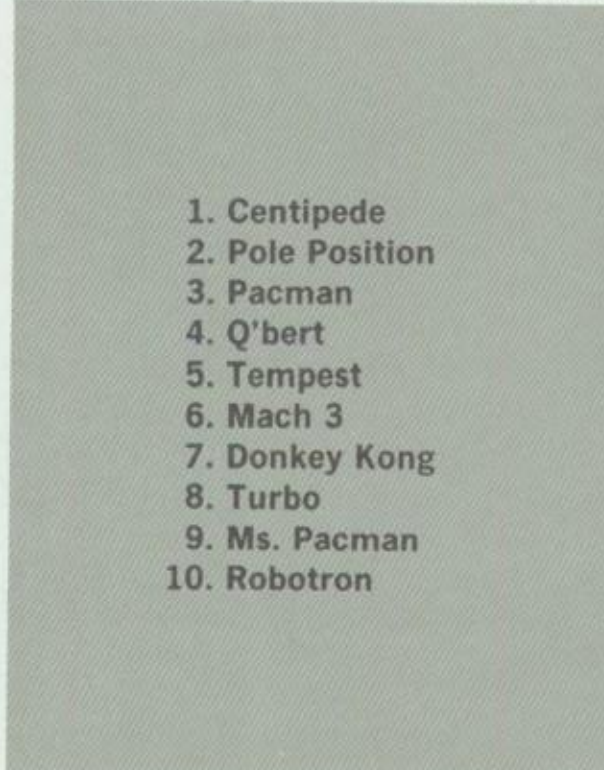 1. Centipede
2. Pole Position
3. Pacman
4. Q'bert
5. Tempest
6. Mach 3
7. Donkey Kong
8. Turbo
9. Ms. Pacman
10. Robotron